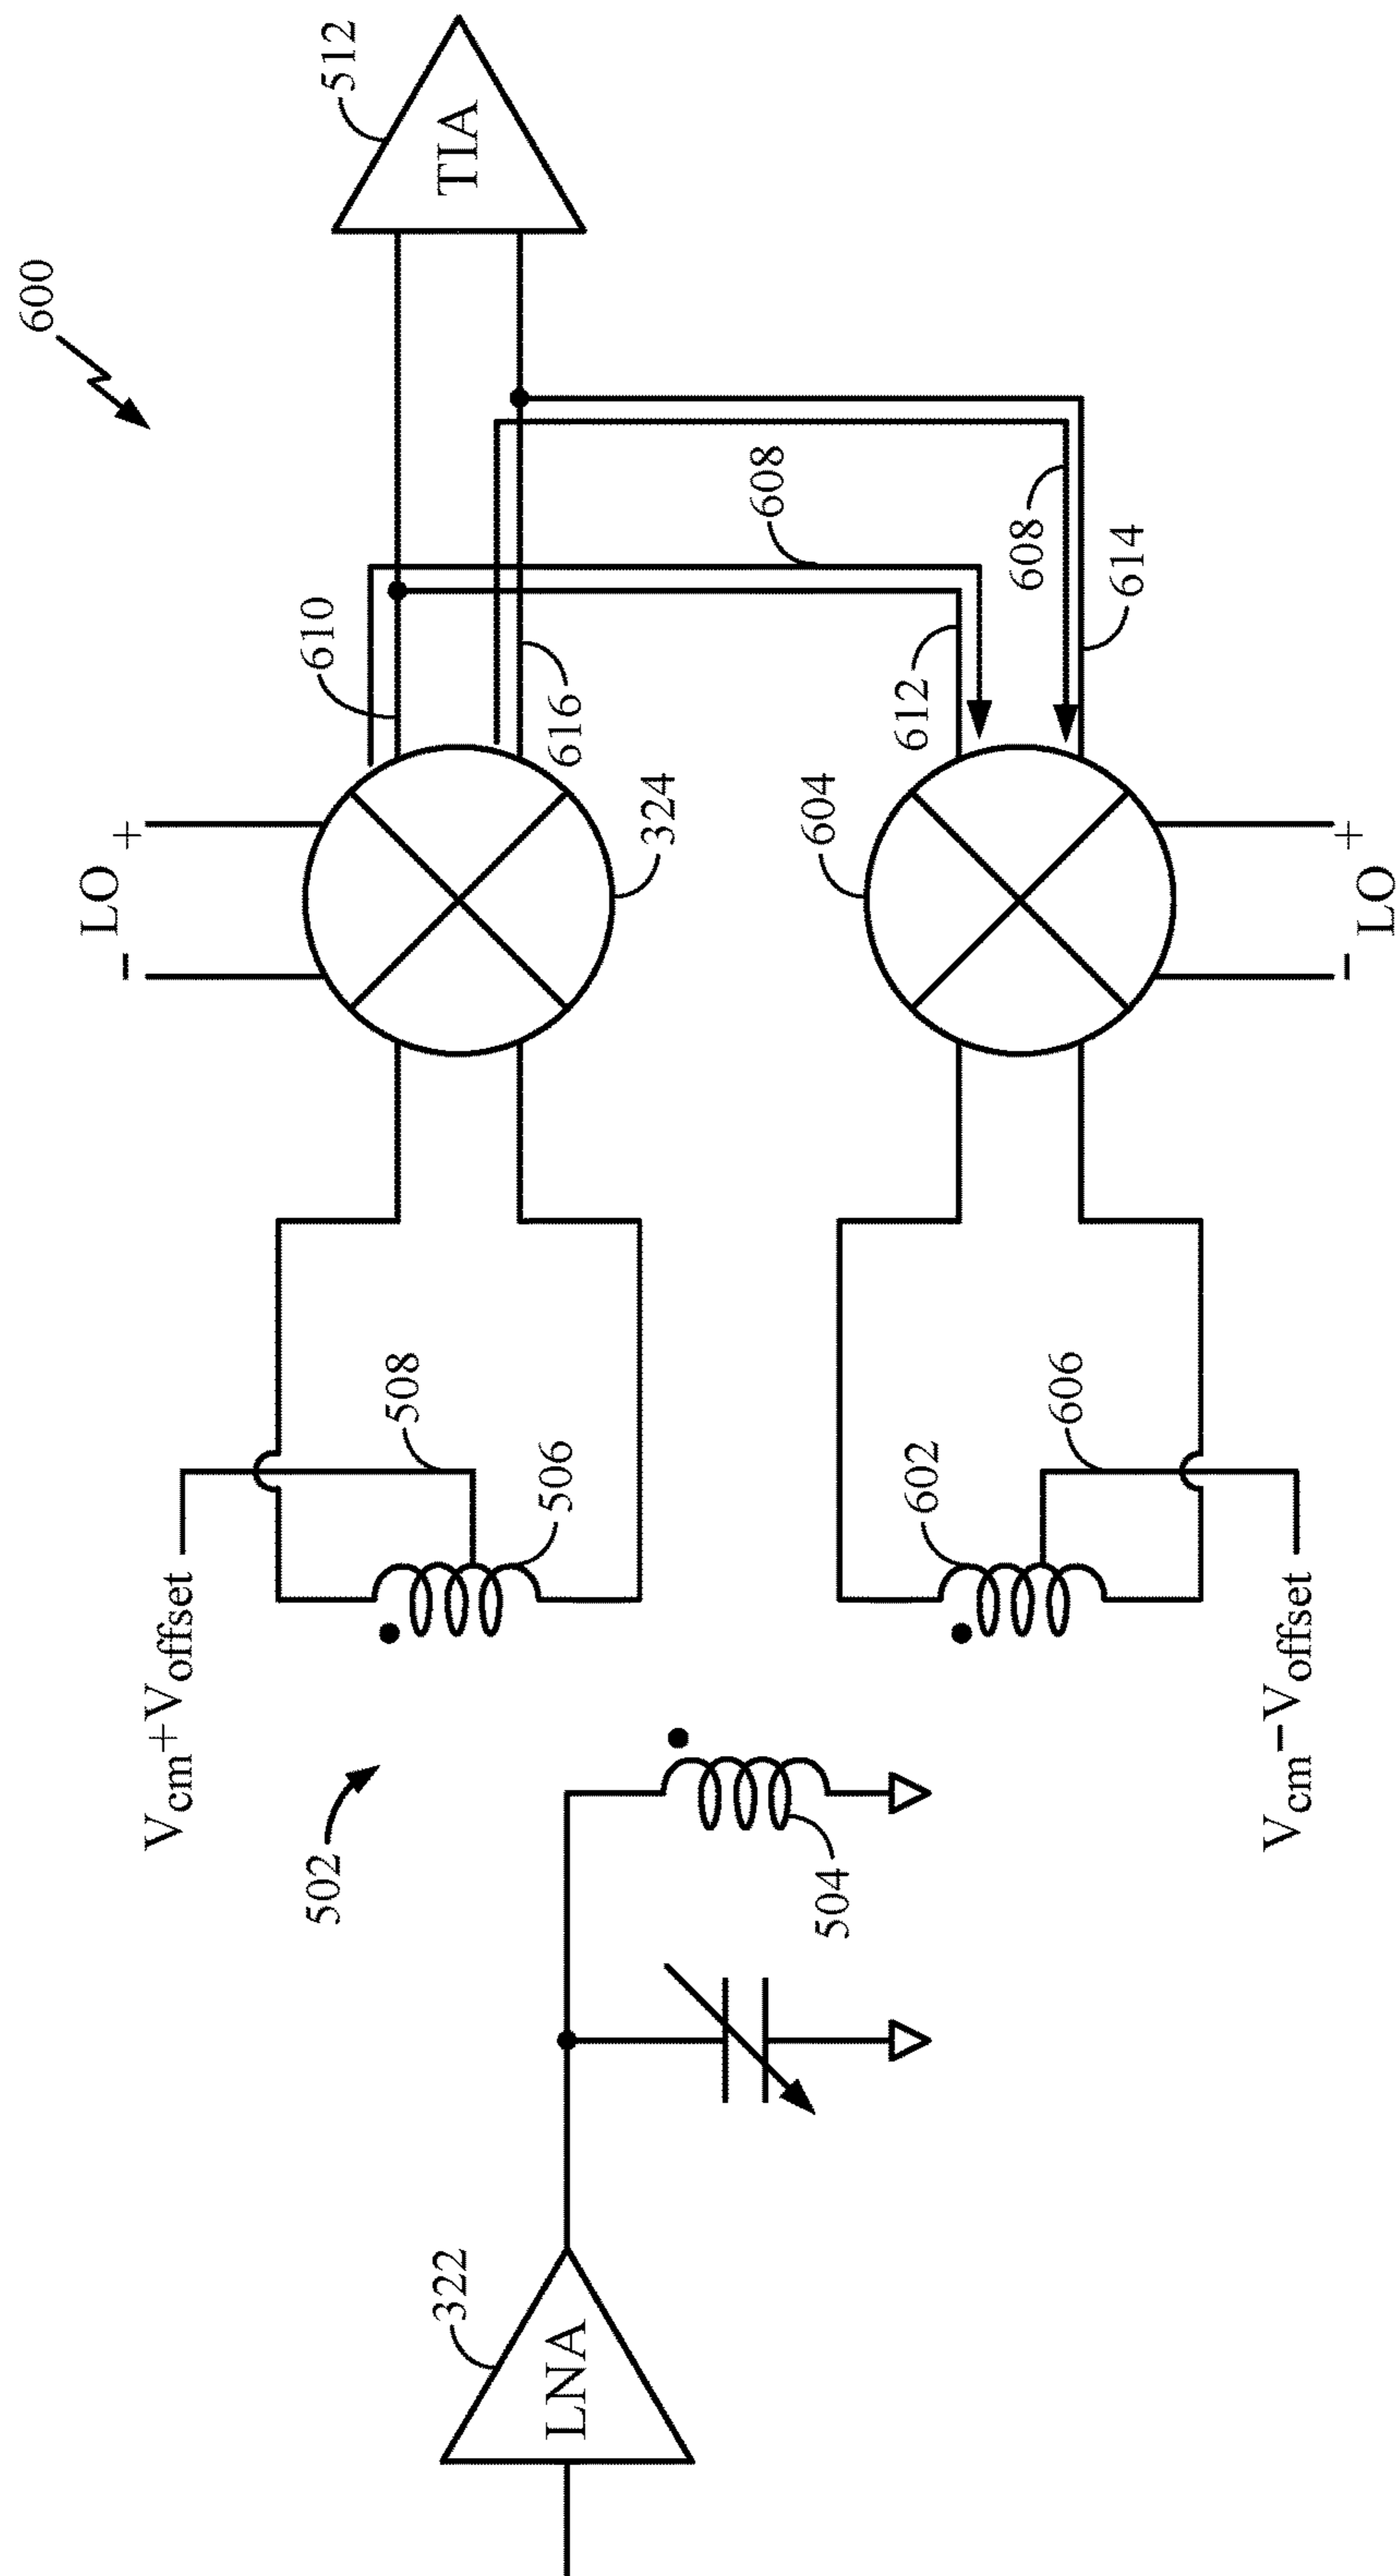 600
512
TIA
- LO +
610
616
324
608
608
612
614
604
- LO +
Vcm+Voffset
508
506
602
606
Vcm−Voffset
502
504
322
LNA